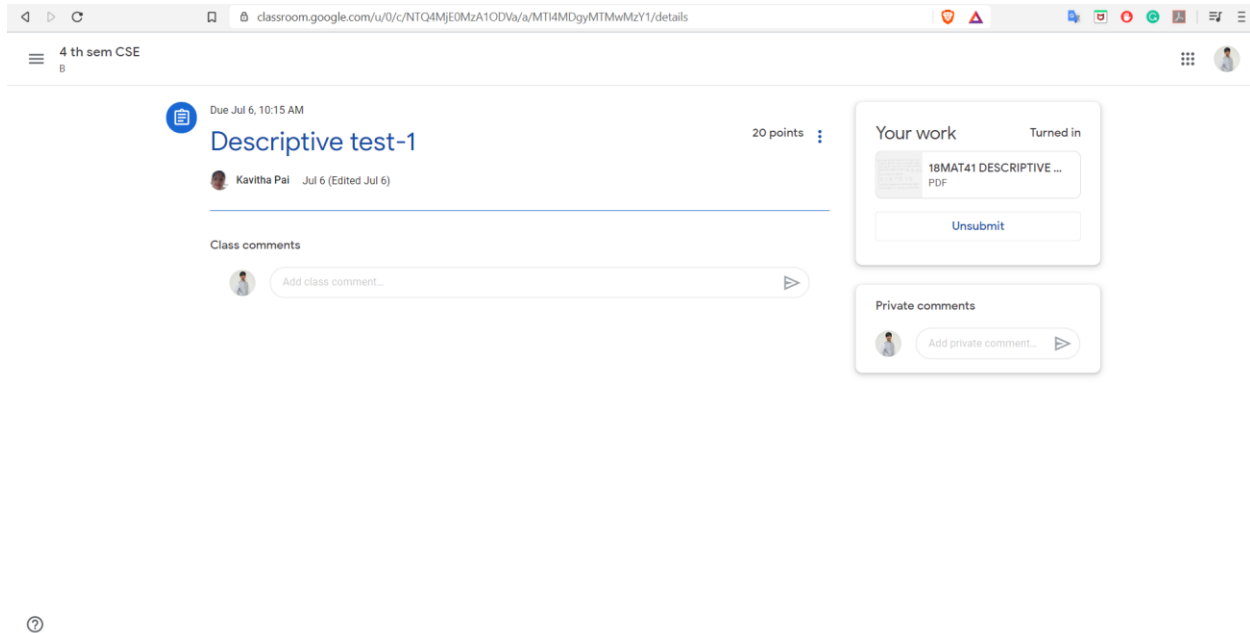 classroom.google.com/u/0/c/NTQ4MjE0MzA1ODVa/a/MTI4MDgyMTMwMzY1/details
4 th sem CSE
B
Due Jul 6, 10:15 AM
Descriptive test-1
20 points
Kavitha Pai Jul 6 (Edited Jul 6)
Class comments
Add class comment...
Your work Turned in
18MAT41 DESCRIPTIVE ...
PDF
Unsubmit
Private comments
Add private comment...